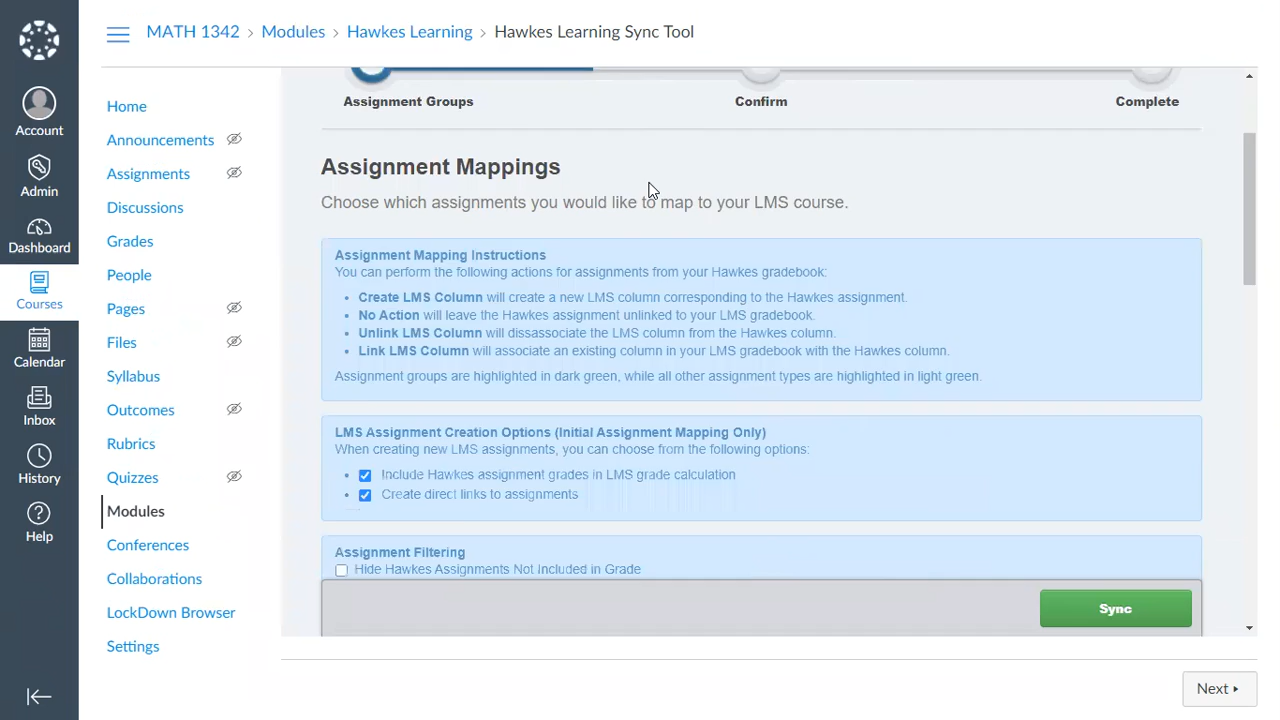 MATH 1342 › Modules › Hawkes Learning › Hawkes Learning Sync Tool
Account
Admin
Dashboard
Courses
Calendar
Inbox
History
Help
Home
Announcements
Assignments
Discussions
Grades
People
Pages
Files
Syllabus
Outcomes
Rubrics
Quizzes
Modules
Conferences
Collaborations
LockDown Browser
Settings
Assignment Groups
Confirm
Complete
Assignment Mappings
Choose which assignments you would like to map to your LMS course.
Assignment Mapping Instructions
You can perform the following actions for assignments from your Hawkes gradebook:
• Create LMS Column will create a new LMS column corresponding to the Hawkes assignment.
• No Action will leave the Hawkes assignment unlinked to your LMS gradebook.
• Unlink LMS Column will dissassociate the LMS column from the Hawkes column.
• Link LMS Column will associate an existing column in your LMS gradebook with the Hawkes column.
Assignment groups are highlighted in dark green, while all other assignment types are highlighted in light green.
LMS Assignment Creation Options (Initial Assignment Mapping Only)
When creating new LMS assignments, you can choose from the following options:
• Include Hawkes assignment grades in LMS grade calculation
• Create direct links to assignments
Assignment Filtering
Hide Hawkes Assignments Not Included in Grade
Sync
Next